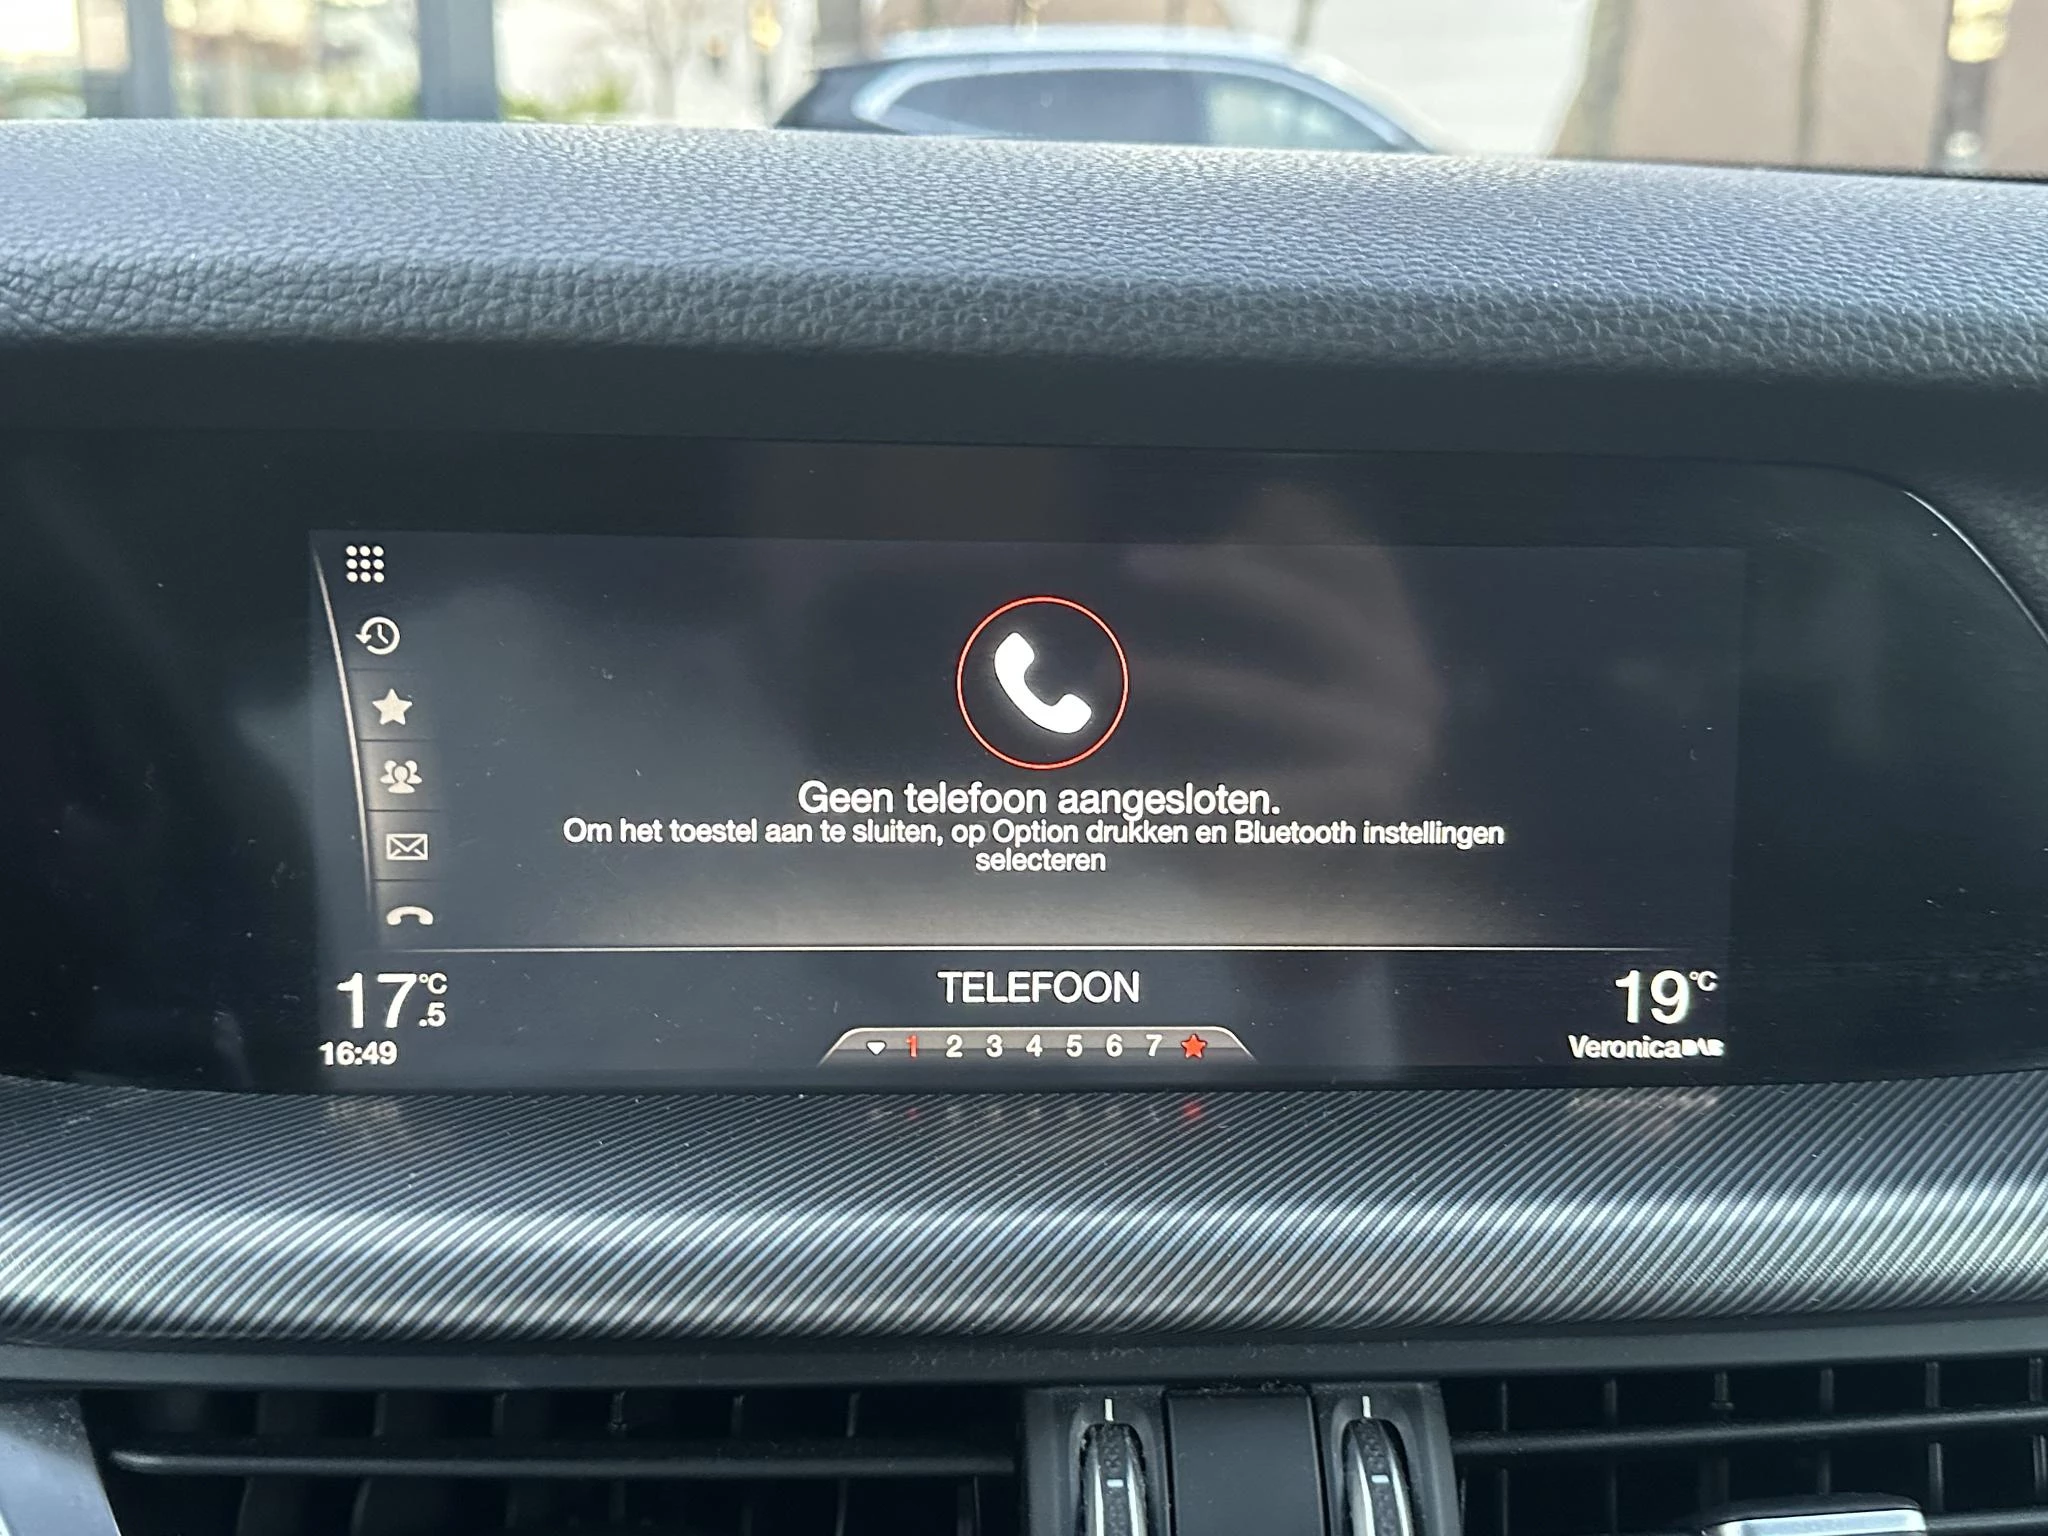 Geen telefoon aangesloten.
Om het toestel aan te sluiten, op Option drukken en Bluetooth instellingen
selecteren
17.5 °C
TELEFOON
19 °C
16:49
1 2 3 4 5 6 7
Veronica DAB